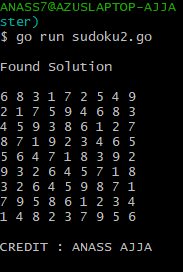 ANASS7@AZUSLAPTOP-AJJA
ster)
$ go run sudoku2.go
Found Solution
6 8 3 1 7 2 5 4 9
2 1 7 5 9 4 6 8 3
4 5 9 3 8 6 1 2 7
8 7 1 9 2 3 4 6 5
5 6 4 7 1 8 3 9 2
9 3 2 6 4 5 7 1 8
3 2 6 4 5 9 8 7 1
7 9 5 8 6 1 2 3 4
1 4 8 2 3 7 9 5 6
CREDIT : ANASS AJJA